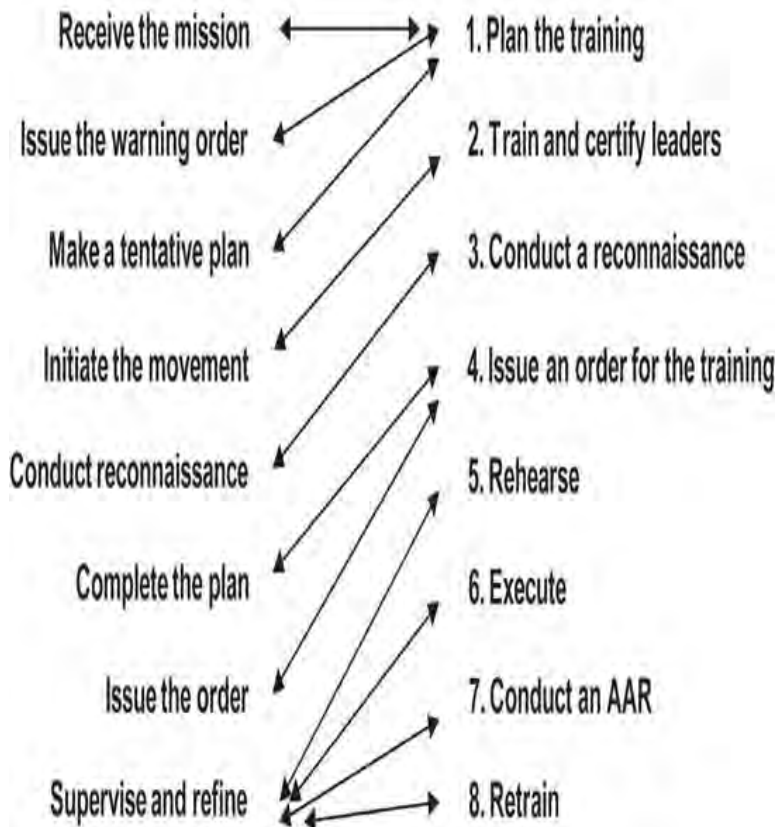 Receive the mission
1. Plan the training
Issue the warning order
2. Train and certify leaders
Make a tentative plan
3. Conduct a reconnaissance
Initiate the movement
4. Issue an order for the training
Conduct reconnaissance
5. Rehearse
Complete the plan
6. Execute
Issue the order
7. Conduct an AAR
Supervise and refine
8. Retrain